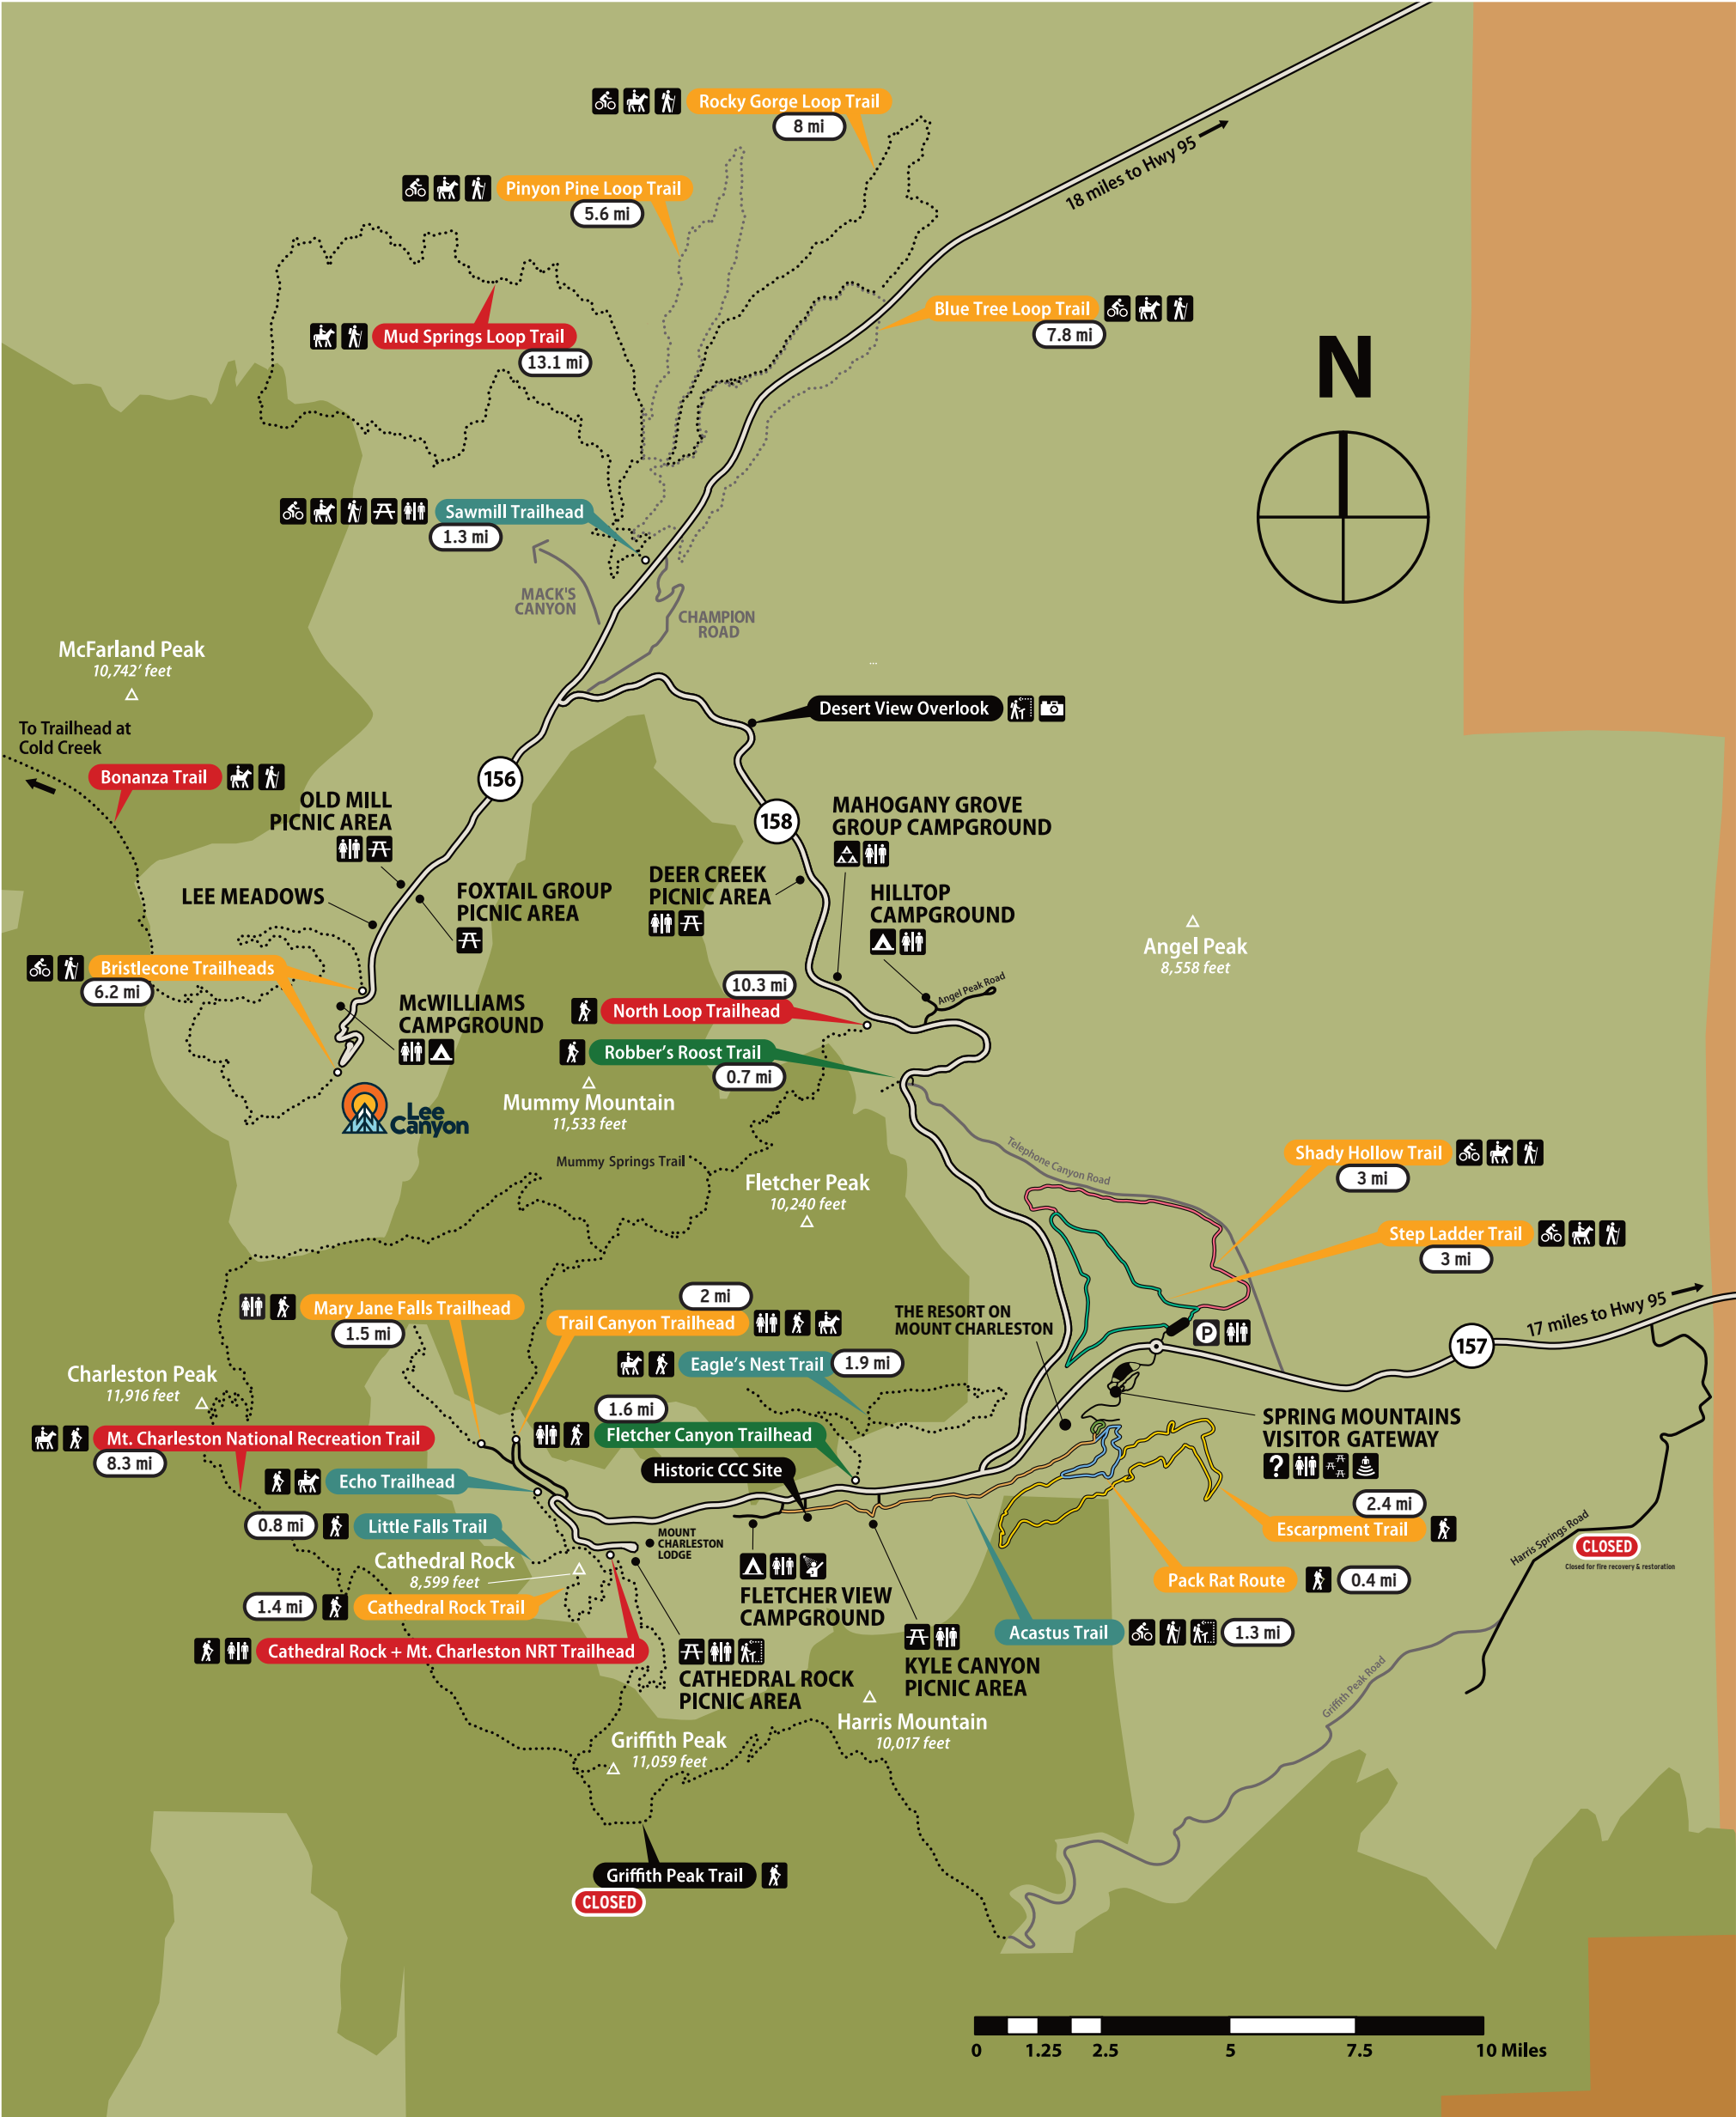 Rocky Gorge Loop Trail
8 mi
18 miles to Hwy 95
Pinyon Pine Loop Trail
5.6 mi
Blue Tree Loop Trail
7.8 mi
Mud Springs Loop Trail
13.1 mi
N
Sawmill Trailhead
1.3 mi
MACK'S
CANYON
CHAMPION
ROAD
McFarland Peak
10,742' feet
...
To Trailhead at
Cold Creek
Desert View Overlook
Bonanza Trail
156
OLD MILL
PICNIC AREA
158
MAHOGANY GROVE
GROUP CAMPGROUND
LEE MEADOWS
FOXTAIL GROUP
PICNIC AREA
DEER CREEK
PICNIC AREA
HILLTOP
CAMPGROUND
Angel Peak
8,558 feet
Bristlecone Trailheads
6.2 mi
McWILLIAMS
CAMPGROUND
10.3 mi
North Loop Trailhead
Angel Peak Road
Robber's Roost Trail
0.7 mi
Lee
Canyon
Mummy Mountain
11,533 feet
Mummy Springs Trail
Telephone Canyon Road
Shady Hollow Trail
3 mi
Fletcher Peak
10,240 feet
Step Ladder Trail
3 mi
Mary Jane Falls Trailhead
1.5 mi
2 mi
Trail Canyon Trailhead
THE RESORT ON
MOUNT CHARLESTON
P
157
17 miles to Hwy 95
Eagle's Nest Trail
1.9 mi
Charleston Peak
11,916 feet
1.6 mi
Fletcher Canyon Trailhead
Mt. Charleston National Recreation Trail
8.3 mi
SPRING MOUNTAINS
VISITOR GATEWAY
?
Historic CCC Site
Echo Trailhead
0.8 mi
Little Falls Trail
MOUNT
CHARLESTON
LODGE
2.4 mi
Escarpment Trail
Harris Springs Road
CLOSED
Closed for fire recovery & restoration
Cathedral Rock
8,599 feet
Pack Rat Route
0.4 mi
FLETCHER VIEW
CAMPGROUND
1.4 mi
Cathedral Rock Trail
Acastus Trail
1.3 mi
Cathedral Rock + Mt. Charleston NRT Trailhead
CATHEDRAL ROCK
PICNIC AREA
KYLE CANYON
PICNIC AREA
Griffith Peak Road
Harris Mountain
10,017 feet
Griffith Peak
11,059 feet
Griffith Peak Trail
CLOSED
0
1.25
2.5
5
7.5
10 Miles